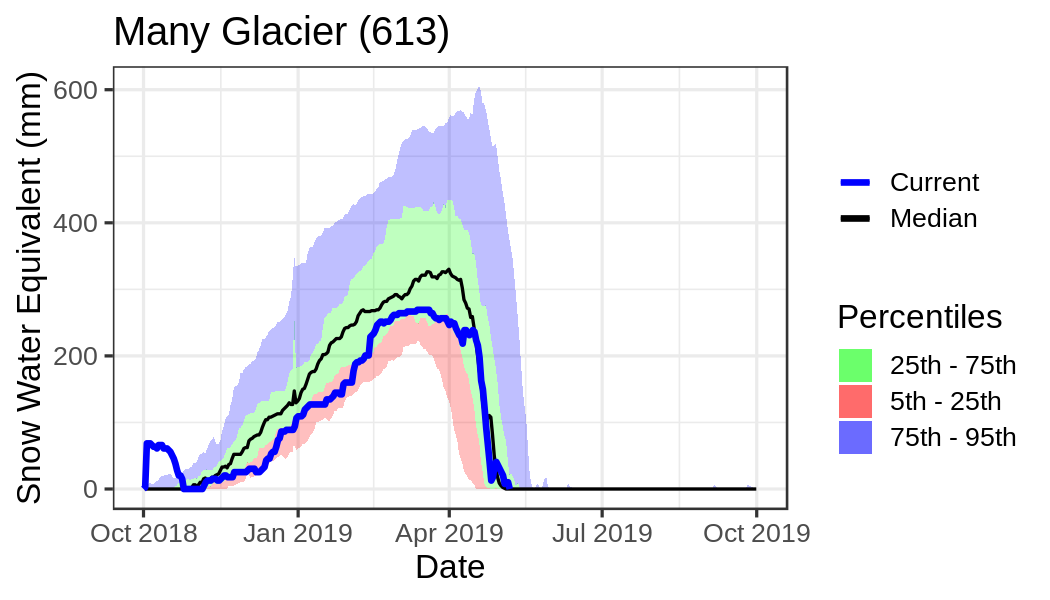 Many Glacier (613)
Snow Water Equivalent (mm)
600
400
200
0
Oct 2018 Jan 2019 Apr 2019 Jul 2019 Oct 2019
Date
Current
Median
Percentiles
25th - 75th
5th - 25th
75th - 95th